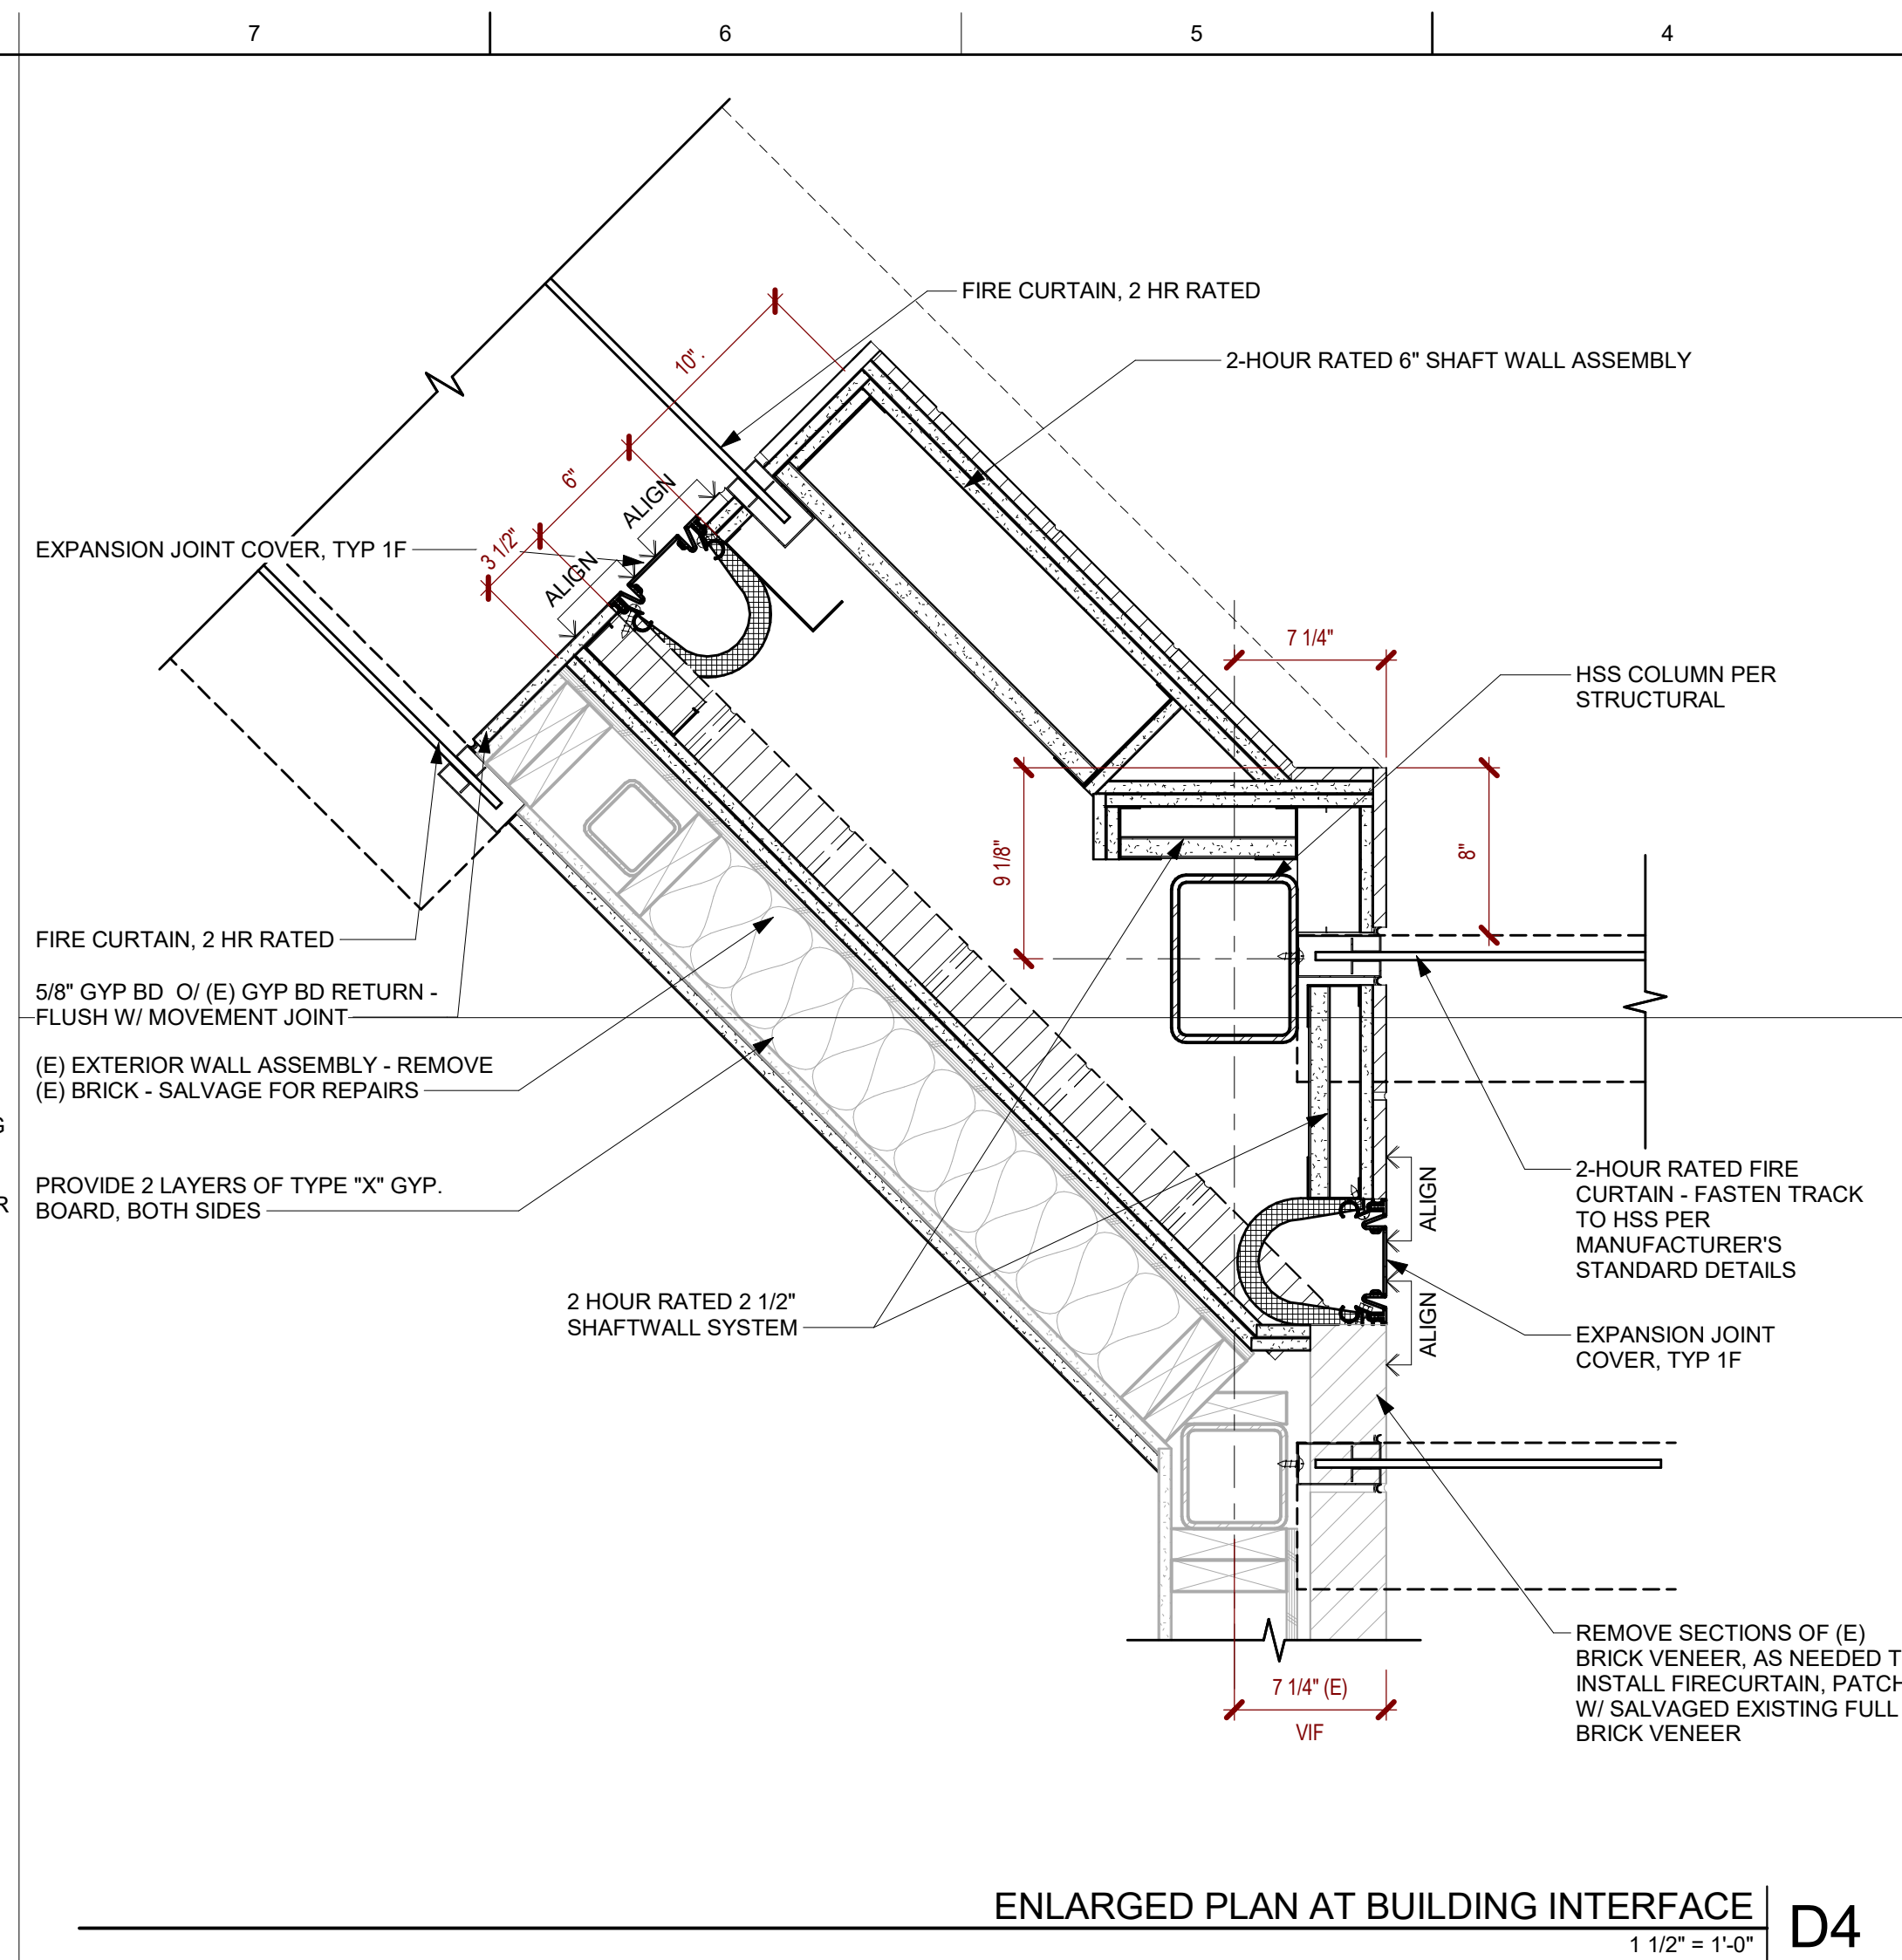 7
6
5
4
FIRE CURTAIN, 2 HR RATED
2-HOUR RATED 6" SHAFT WALL ASSEMBLY
10".
6"
3 1/2"
ALIGN
ALIGN
EXPANSION JOINT COVER, TYP 1F
7 1/4"
HSS COLUMN PER
STRUCTURAL
9 1/8"
8"
FIRE CURTAIN, 2 HR RATED
5/8" GYP BD O/ (E) GYP BD RETURN -
FLUSH W/ MOVEMENT JOINT
(E) EXTERIOR WALL ASSEMBLY - REMOVE
(E) BRICK - SALVAGE FOR REPAIRS
G
PROVIDE 2 LAYERS OF TYPE "X" GYP.
BOARD, BOTH SIDES
R
2 HOUR RATED 2 1/2"
SHAFTWALL SYSTEM
ALIGN
ALIGN
2-HOUR RATED FIRE
CURTAIN - FASTEN TRACK
TO HSS PER
MANUFACTURER'S
STANDARD DETAILS
EXPANSION JOINT
COVER, TYP 1F
REMOVE SECTIONS OF (E)
BRICK VENEER, AS NEEDED T
INSTALL FIRECURTAIN, PATCH
W/ SALVAGED EXISTING FULL
BRICK VENEER
7 1/4" (E)
VIF
ENLARGED PLAN AT BUILDING INTERFACE
D4
1 1/2" = 1'-0"